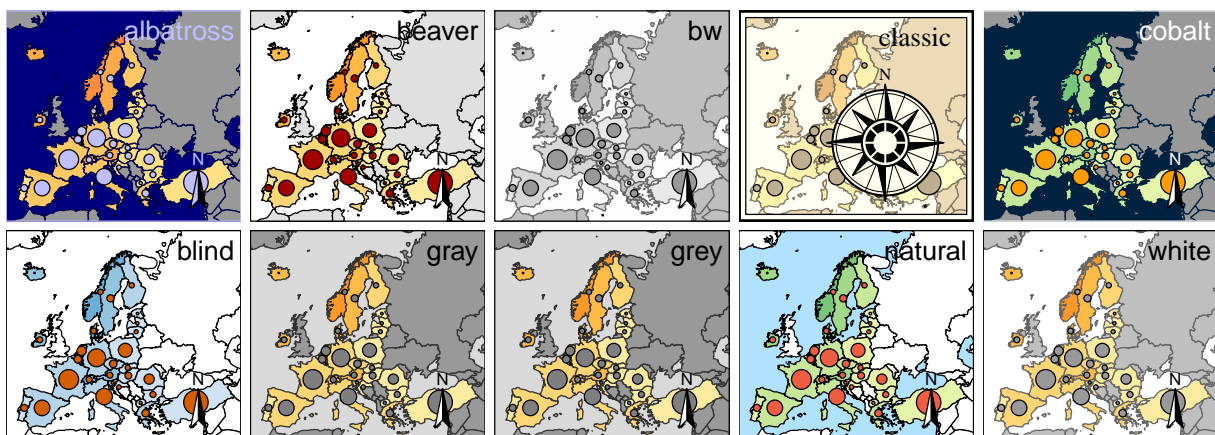 albatross
beaver
bw
classic
cobalt
N
N
N
N
N
blind
gray
grey
natural
white
N
N
N
N
N